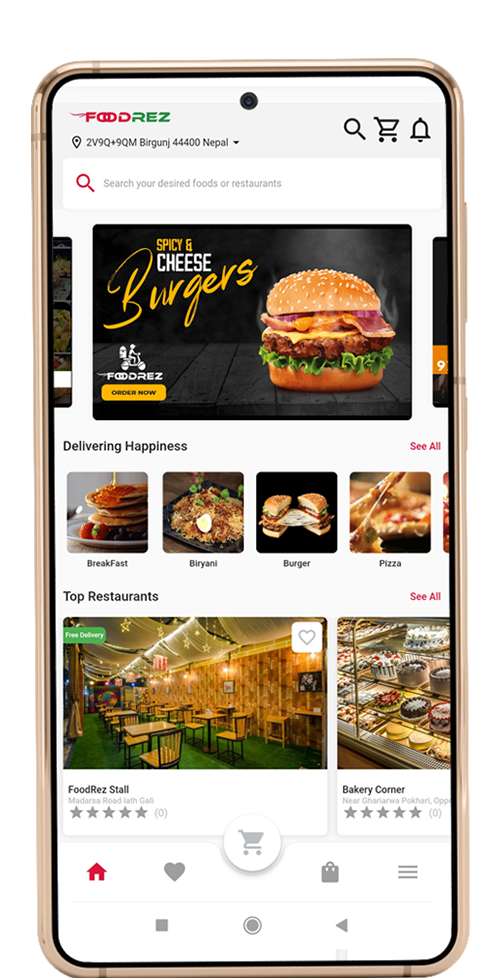 FOODREZ
2V9Q+9QM Birgunj 44400 Nepal
Search your desired foods or restaurants
SPICY &
CHEESE
Burgers
FOODREZ
ORDER NOW
9
Delivering Happiness
See All
BreakFast
Biryani
Burger
Pizza
Top Restaurants
See All
Free Delivery
FoodRez Stall
Madarsa Road lath Gali
(0)
Bakery Corner
Near Ghariarwa Pokhari, Oppo
(0)